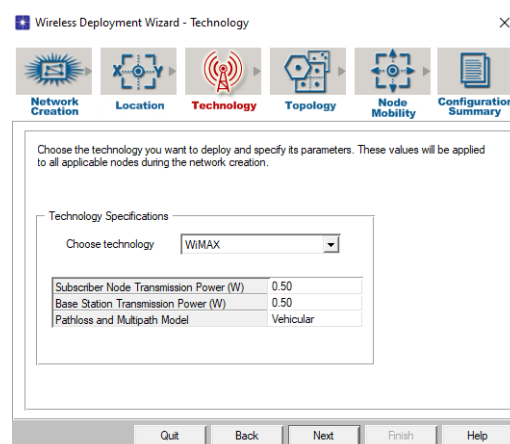 Wireless Deployment Wizard - Technology
X Y
Network Creation
Location
Technology
Topology
Node Mobility
Configuration Summary
Choose the technology you want to deploy and specify its parameters. These values will be applied
to all applicable nodes during the network creation.
Technology Specifications
Choose technology WiMAX
Subscriber Node Transmission Power (W) 0.50
Base Station Transmission Power (W) 0.50
Pathloss and Multipath Model Vehicular
Quit Back Next Finish Help